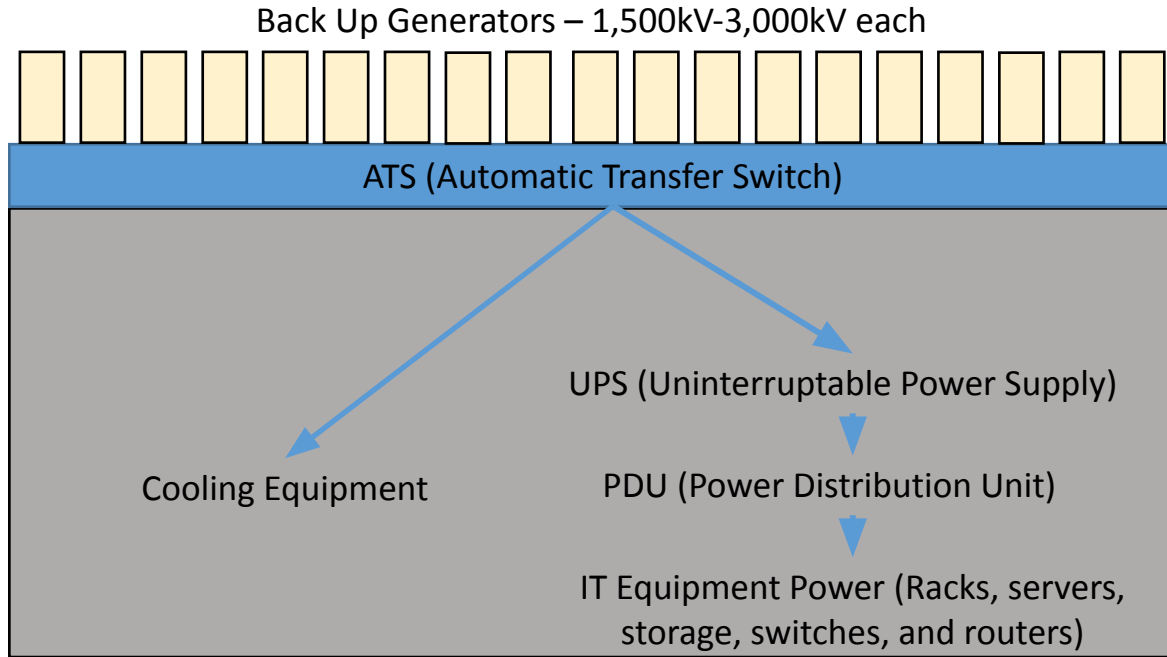 Back Up Generators – 1,500kV-3,000kV each
ATS (Automatic Transfer Switch)
UPS (Uninterruptable Power Supply)
Cooling Equipment
PDU (Power Distribution Unit)
IT Equipment Power (Racks, servers,
storage, switches, and routers)